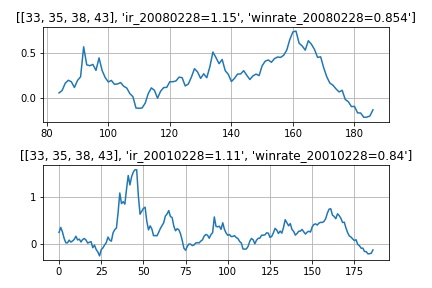 [[33, 35, 38, 43], 'ir_20080228=1.15', 'winrate_20080228=0.854']
0.5
0.0
80 100 120 140 160 180
[[33, 35, 38, 43], 'ir_20010228=1.11', 'winrate_20010228=0.84']
1
0
0 25 50 75 100 125 150 175